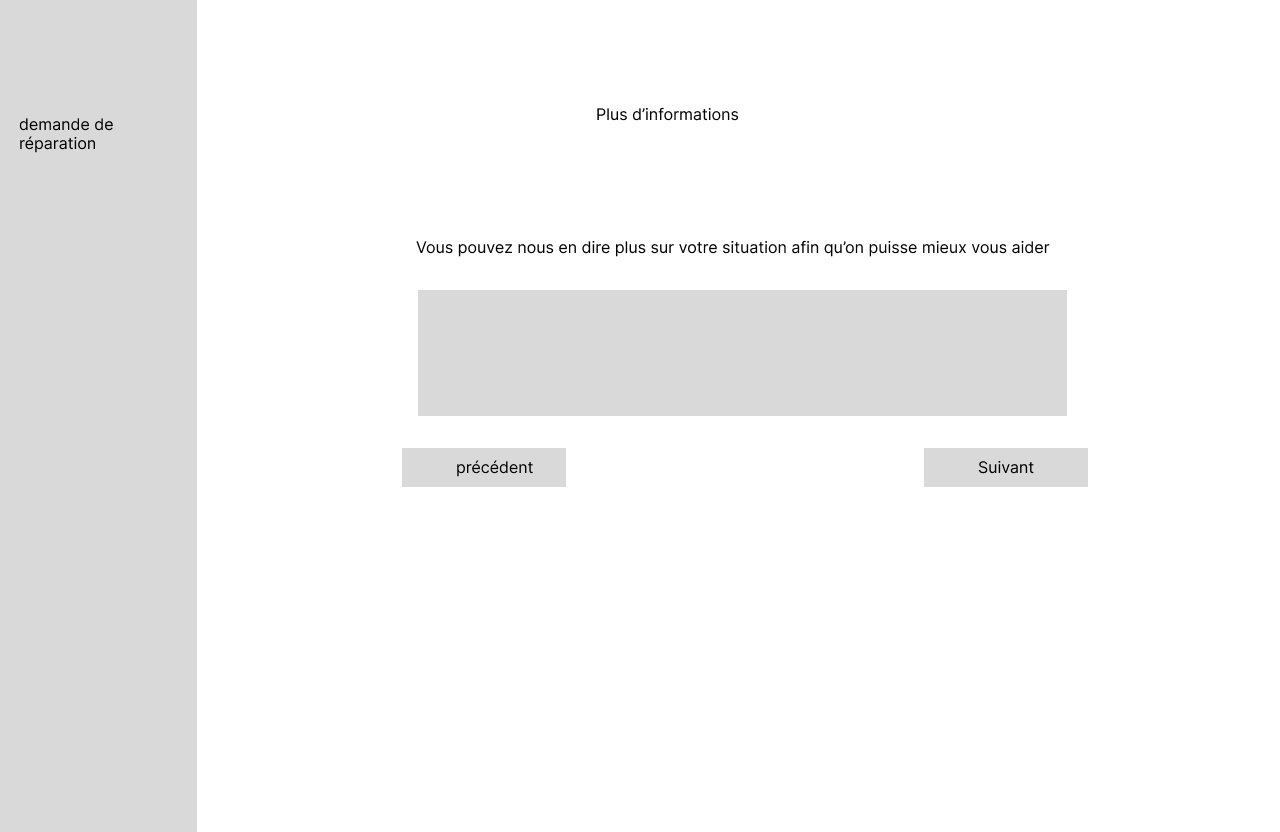 demande de
réparation
Plus d’informations
Vous pouvez nous en dire plus sur votre situation afin qu’on puisse mieux vous aider
précédent
Suivant